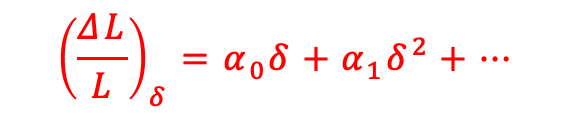 (ΔL/L)_δ = α₀δ + α₁δ² + ⋯